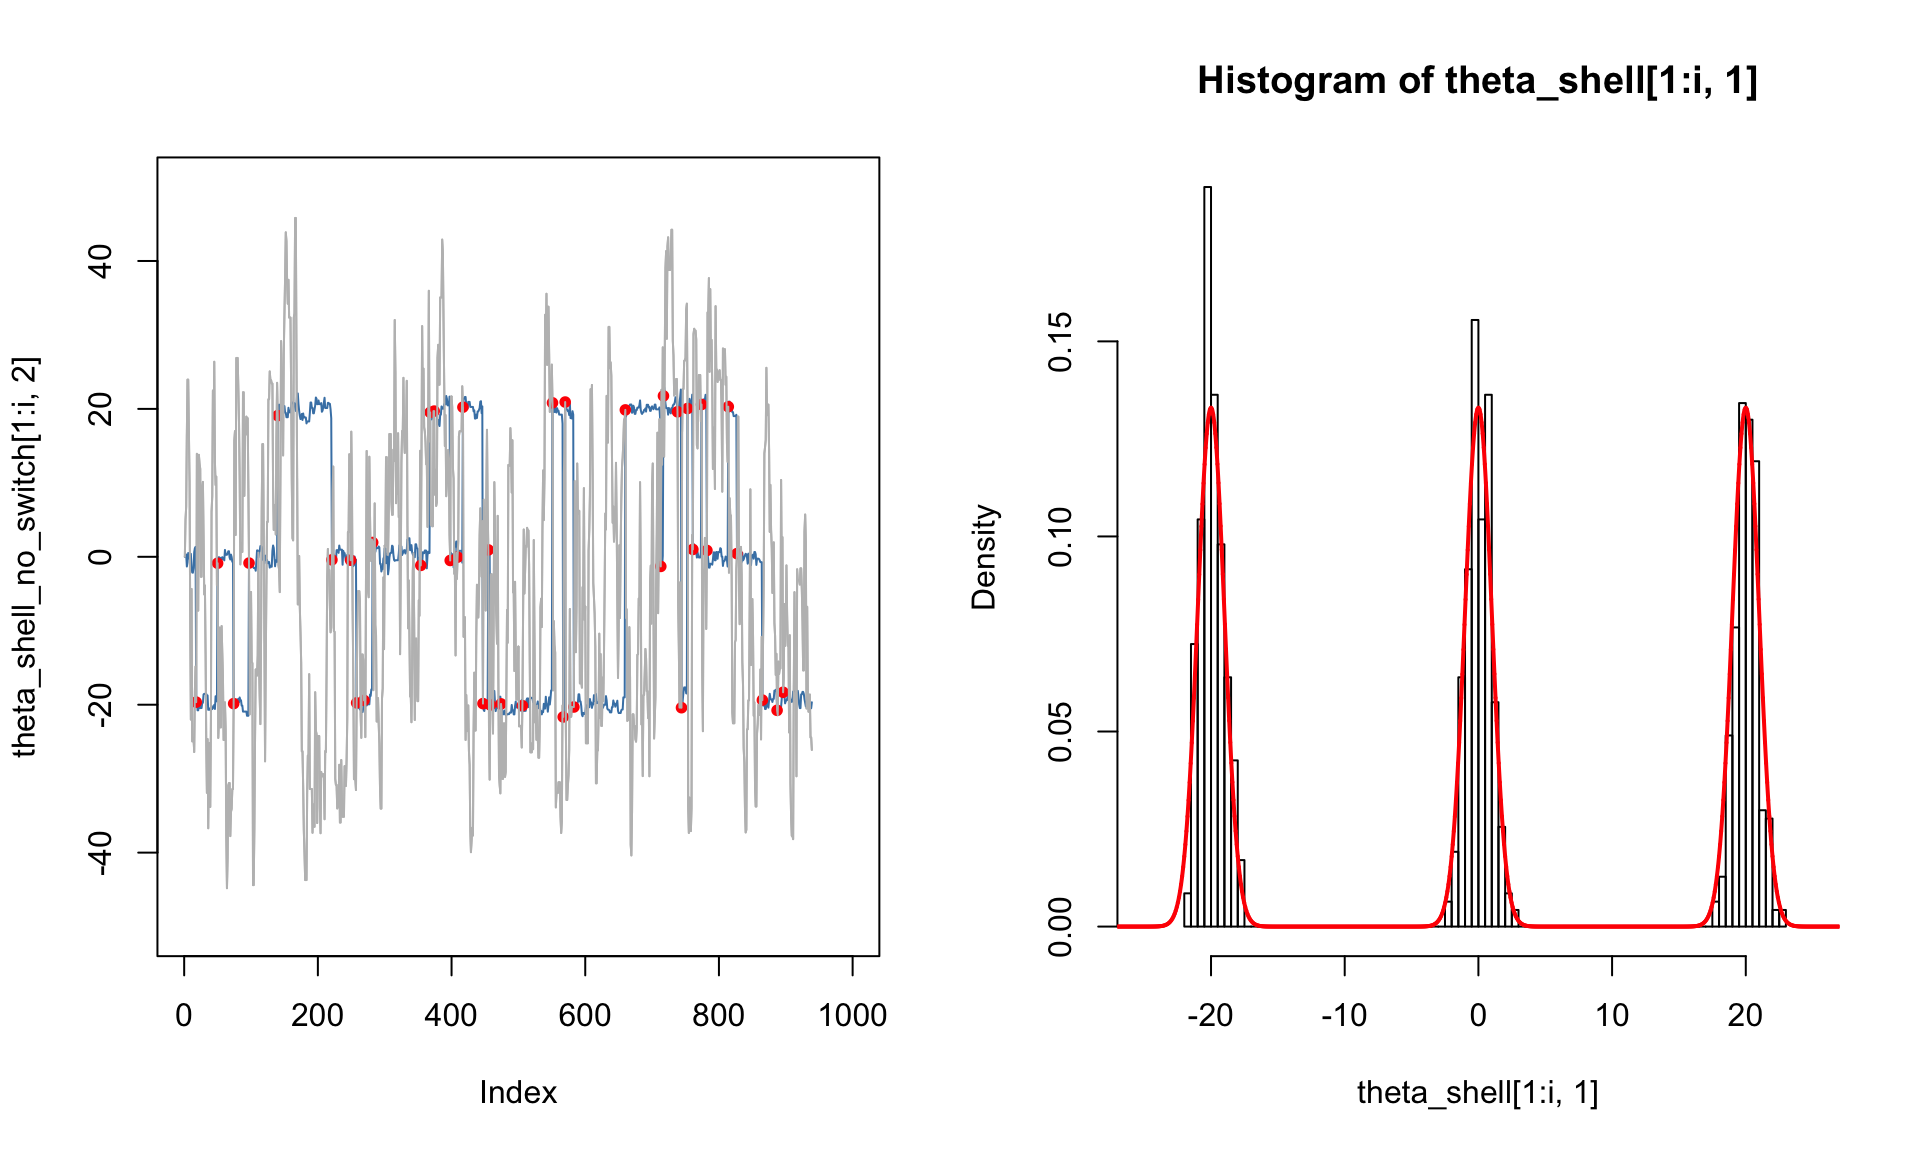 theta_shell_no_switch[1:i, 2]
40
20
0
-20
-40
0 200 400 600 800 1000
Index
Histogram of theta_shell[1:i, 1]
Density
0.15
0.10
0.05
0.00
-20 -10 0 10 20
theta_shell[1:i, 1]